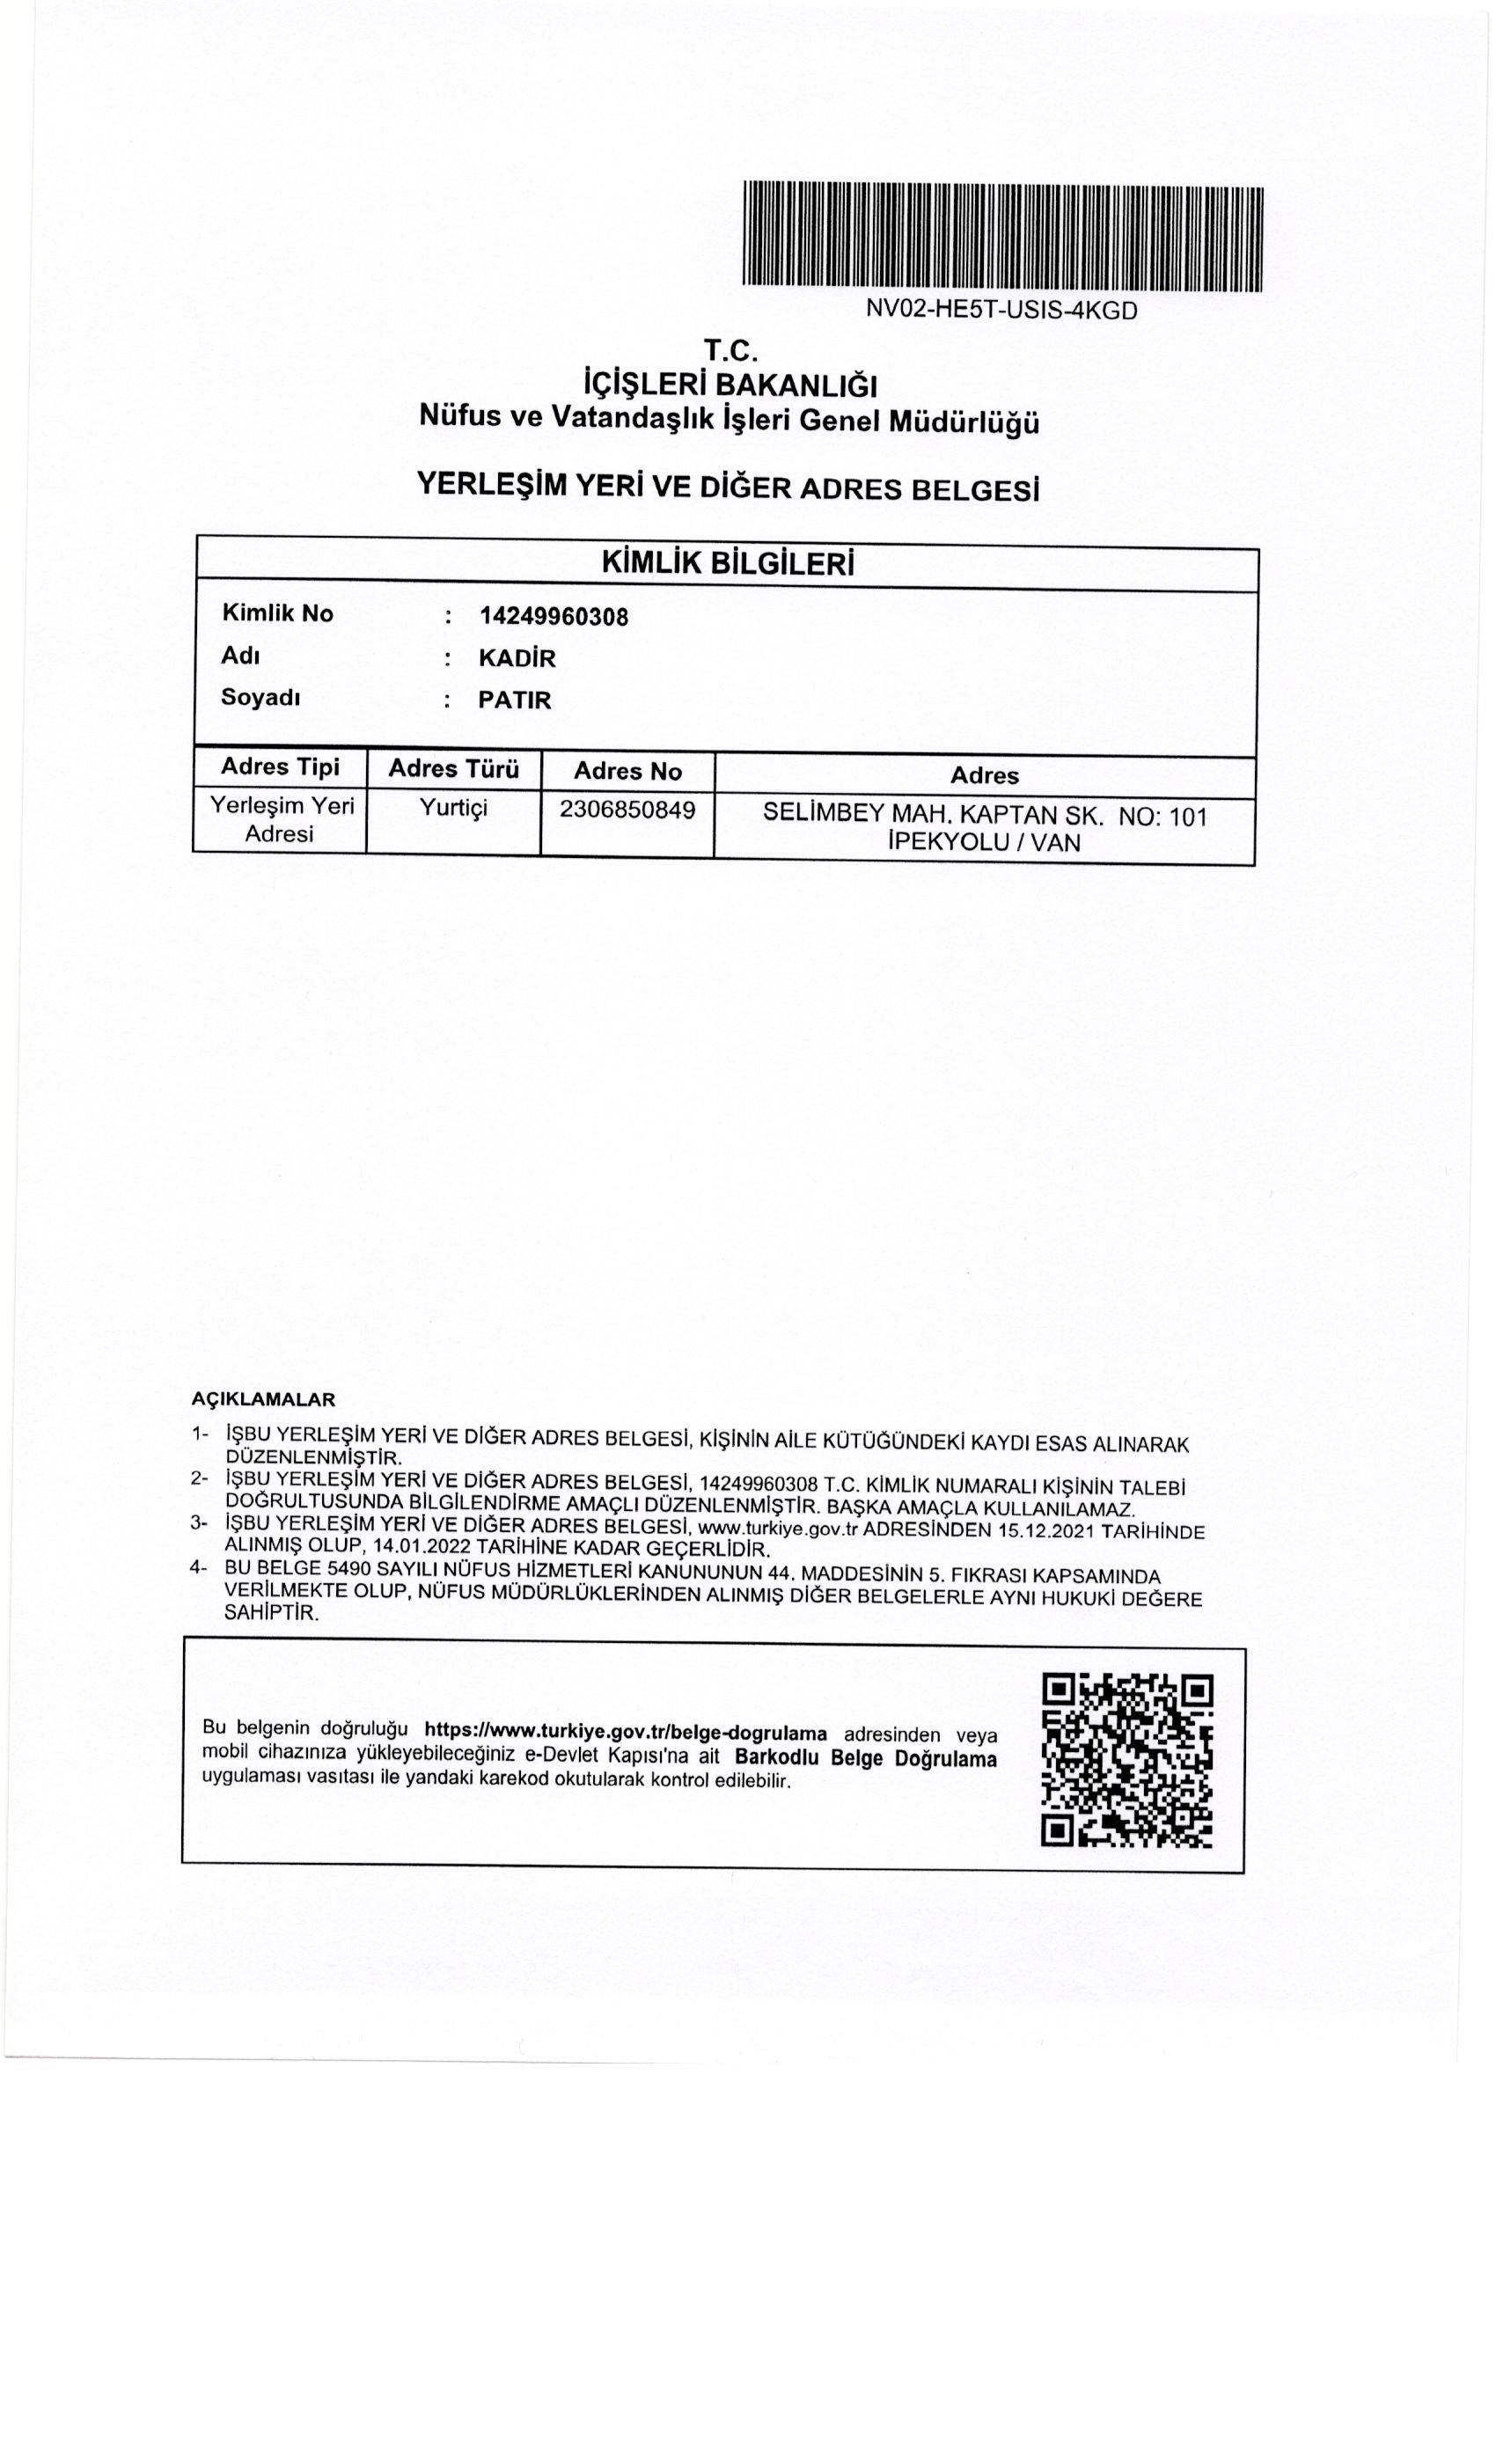 NV02-HE5T-USIS-4KGD
T.C.
İÇİŞLERİ BAKANLIĞI
Nüfus ve Vatandaşlık İşleri Genel Müdürlüğü
YERLEŞİM YERİ VE DİĞER ADRES BELGESİ
KİMLİK BİLGİLERİ
Kimlik No : 14249960308
Adı : KADİR
Soyadı : PATIR
Adres Tipi Adres Türü Adres No Adres
Yerleşim Yeri Yurtiçi 2306850849 SELİMBEY MAH. KAPTAN SK. NO: 101
Adresi İPEKYOLU / VAN
AÇIKLAMALAR
1- İŞBU YERLEŞİM YERİ VE DİĞER ADRES BELGESİ, KİŞİNİN AİLE KÜTÜĞÜNDEKİ KAYDI ESAS ALINARAK
DÜZENLENMİŞTİR.
2- İŞBU YERLEŞİM YERİ VE DİĞER ADRES BELGESİ, 14249960308 T.C. KİMLİK NUMARALI KİŞİNİN TALEBİ
DOĞRULTUSUNDA BİLGİLENDİRME AMAÇLI DÜZENLENMİŞTİR. BAŞKA AMAÇLA KULLANILAMAZ.
3- İŞBU YERLEŞİM YERİ VE DİĞER ADRES BELGESİ, www.turkiye.gov.tr ADRESİNDEN 15.12.2021 TARİHİNDE
ALINMIŞ OLUP, 14.01.2022 TARİHİNE KADAR GEÇERLİDİR.
4- BU BELGE 5490 SAYILI NÜFUS HİZMETLERİ KANUNUNUN 44. MADDESİNİN 5. FIKRASI KAPSAMINDA
VERİLMEKTE OLUP, NÜFUS MÜDÜRLÜKLERİNDEN ALINMIŞ DİĞER BELGELERLE AYNI HUKUKİ DEĞERE
SAHİPTİR.
Bu belgenin doğruluğu https://www.turkiye.gov.tr/belge-dogrulama adresinden veya
mobil cihazınıza yükleyebileceğiniz e-Devlet Kapısı'na ait Barkodlu Belge Doğrulama
uygulaması vasıtası ile yandaki karekod okutularak kontrol edilebilir.